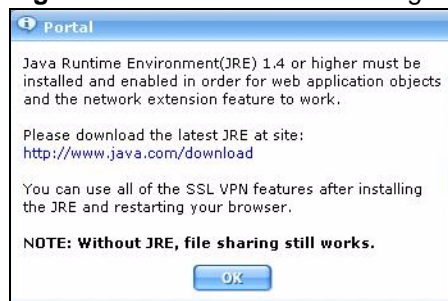 Portal
Java Runtime Environment(JRE) 1.4 or higher must be
installed and enabled in order for web application objects
and the network extension feature to work.
Please download the latest JRE at site:
http://www.java.com/download
You can use all of the SSL VPN features after installing
the JRE and restarting your browser.
NOTE: Without JRE, file sharing still works.
OK